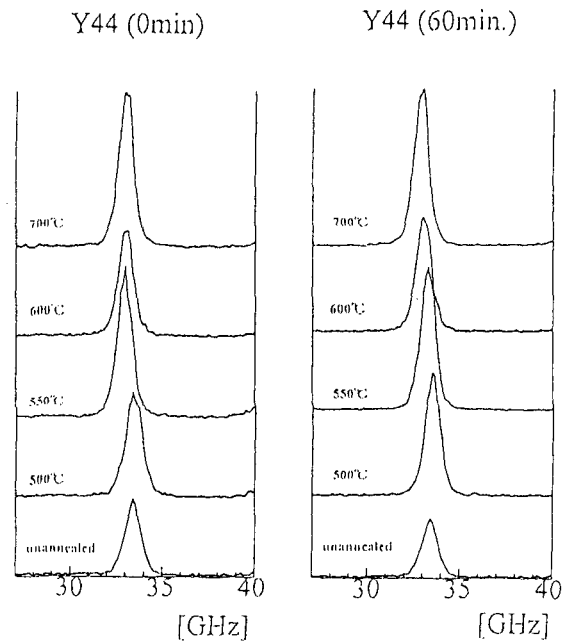 Y44 (0min)
700℃
600℃
550℃
500℃
unannealed
30 35 40
[GHz]
Y44 (60min.)
700℃
600℃
550℃
500℃
unannealed
30 35 40
[GHz]